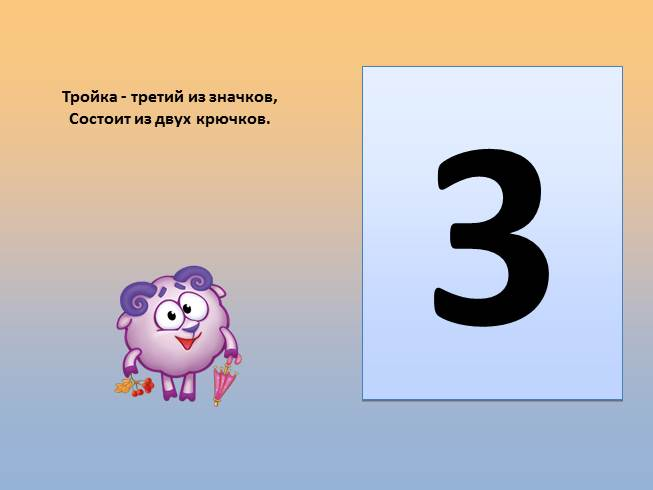 Тройка - третий из значков,
Состоит из двух крючков.
3